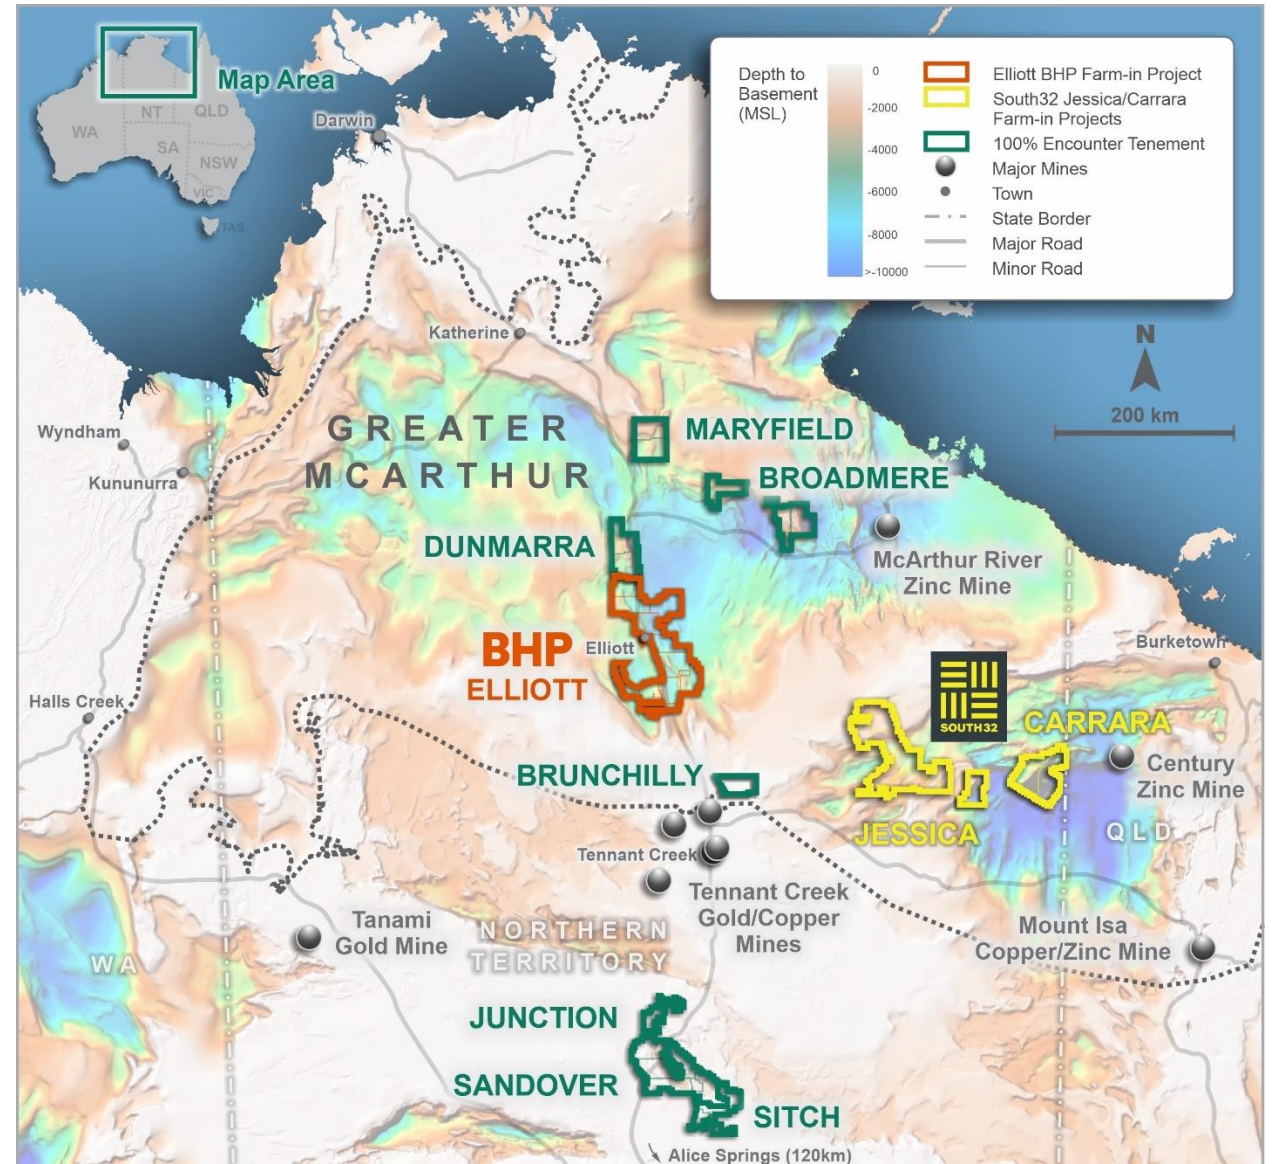 Map Area
WA
NT
QLD
SA
NSW
VIC
TAS
Depth to
Basement
(MSL)
0
-2000
-4000
-6000
-8000
>-10000
Elliott BHP Farm-in Project
South32 Jessica/Carrara
Farm-in Projects
100% Encounter Tenement
Major Mines
Town
State Border
Major Road
Minor Road
Darwin
N
200 km
Katherine
GREATER
MCARTHUR
MARYFIELD
BROADMERE
Wyndham
Kununurra
DUNMARRA
McArthur River
Zinc Mine
BHP
ELLIOTT
Elliott
Burketown
Halls Creek
SOUTH32
CARRARA
BRUNCHILLY
Century
Zinc Mine
JESSICA
QLD
Tennant Creek
Tennant Creek
Gold/Copper
Mines
Tanami
Gold Mine
NORTHERN
TERRITORY
Mount Isa
Copper/Zinc Mine
WA
JUNCTION
SANDOVER
SITCH
Alice Springs (120km)